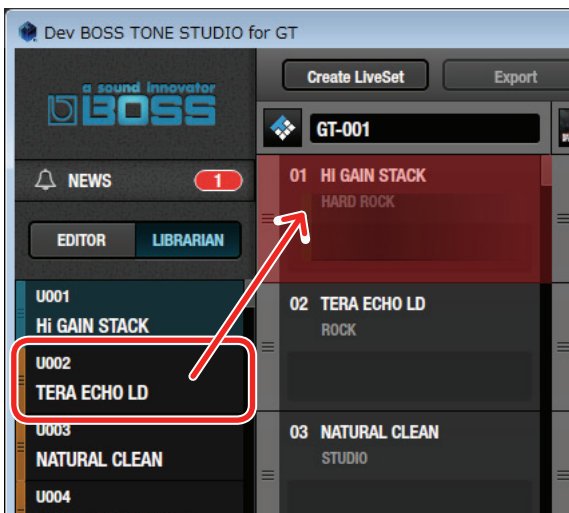 Dev BOSS TONE STUDIO for GT
a sound innovator
BOSS
Create LiveSet
Export
GT-001
NEWS
1
EDITOR
LIBRARIAN
U001
Hi GAIN STACK
U002
TERA ECHO LD
U003
NATURAL CLEAN
U004
01 HI GAIN STACK
HARD ROCK
02 TERA ECHO LD
ROCK
03 NATURAL CLEAN
STUDIO